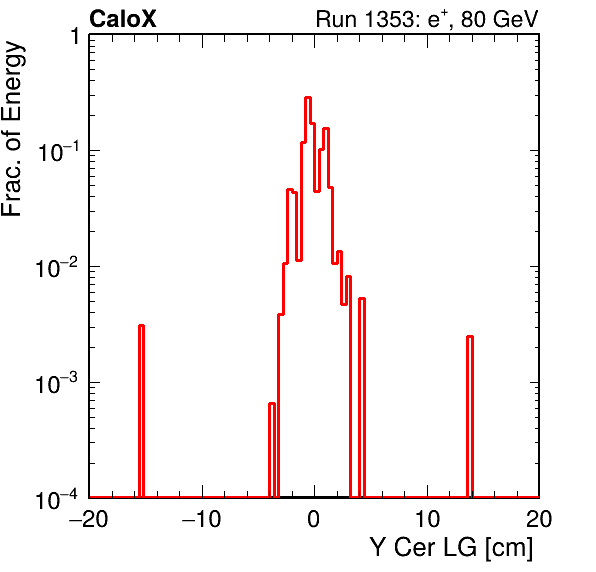 CaloX Run 1353: e⁺, 80 GeV
Frac. of Energy
1
10⁻¹
10⁻²
10⁻³
10⁻⁴
−20 −10 0 10 20
Y Cer LG [cm]